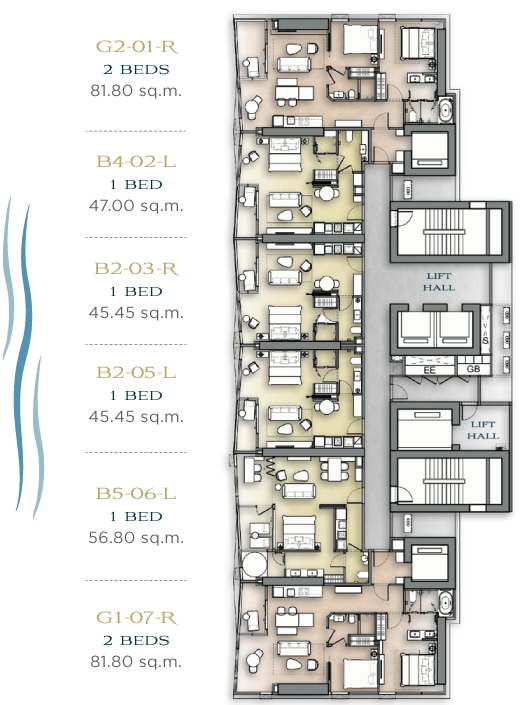 G2-01-R
2 BEDS
81.80 sq.m.
B4-02-L
1 BED
47.00 sq.m.
B2-03-R
1 BED
45.45 sq.m.
B2-05-L
1 BED
45.45 sq.m.
B5-06-L
1 BED
56.80 sq.m.
G1-07-R
2 BEDS
81.80 sq.m.
LIFT
HALL
S
EE
GB
LIFT
HALL